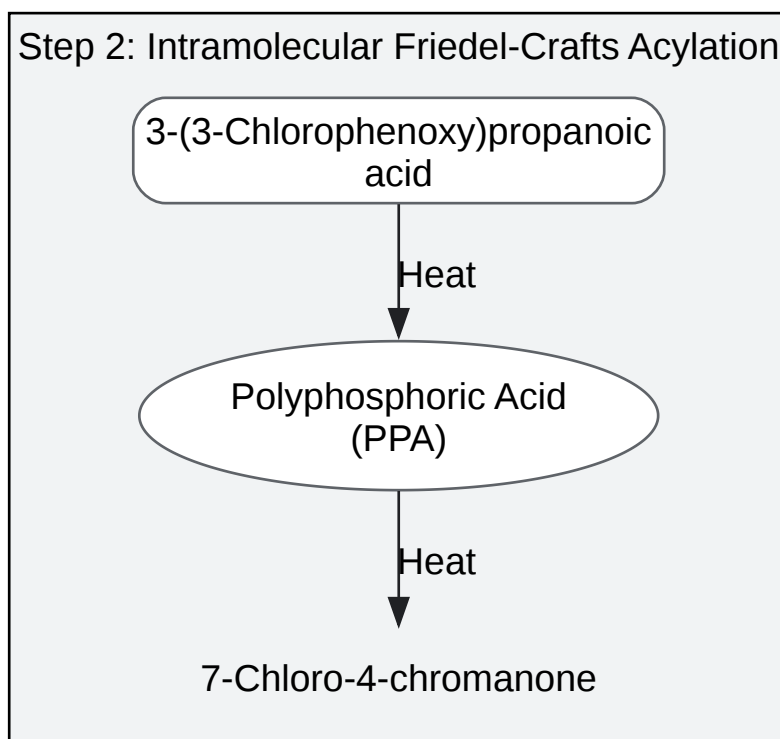 Step 2: Intramolecular Friedel-Crafts Acylation
3-(3-Chlorophenoxy)propanoic
acid
Heat
Polyphosphoric Acid
(PPA)
Heat
7-Chloro-4-chromanone